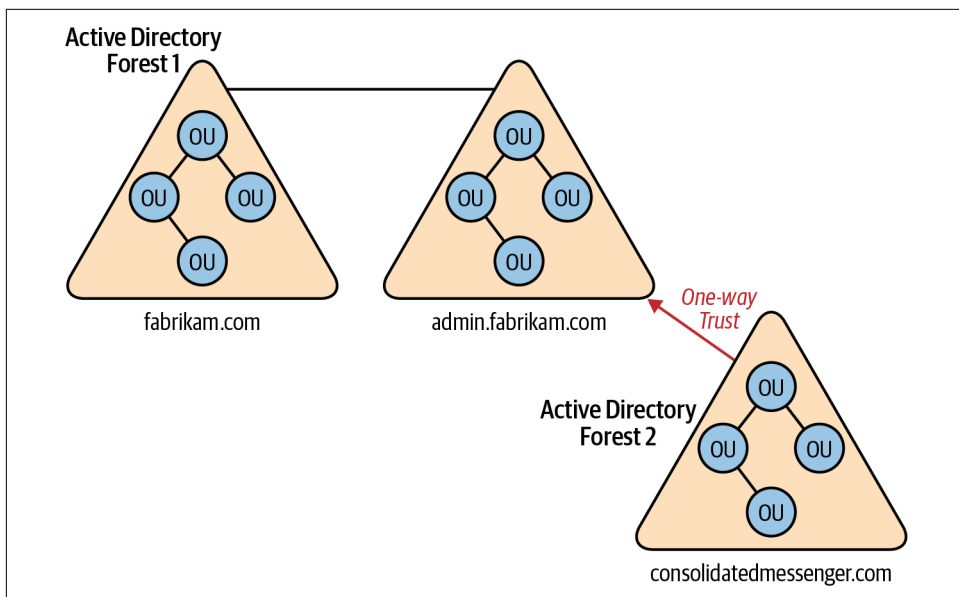 Active Directory
Forest 1
OU
OU
OU
OU
fabrikam.com
OU
OU
OU
OU
admin.fabrikam.com
One-way
Trust
Active Directory
Forest 2
OU
OU
OU
OU
consolidatedmessenger.com